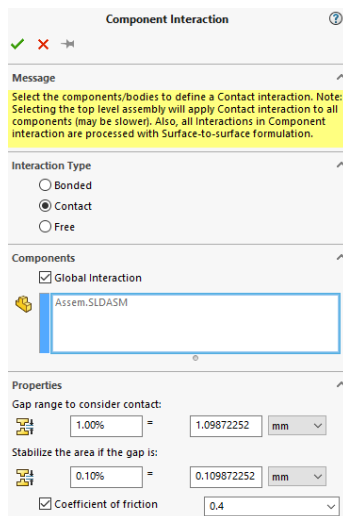 Component Interaction
Message
Select the components/bodies to define a Contact interaction. Note:
Selecting the top level assembly will apply Contact interaction to all
components (may be slower). Also, all Interactions in Component
interaction are processed with Surface-to-surface formulation.
Interaction Type
Bonded
Contact
Free
Components
Global Interaction
Assem.SLDASM
Properties
Gap range to consider contact:
1.00% = 1.09872252 mm
Stabilize the area if the gap is:
0.10% = 0.109872252 mm
Coefficient of friction 0.4